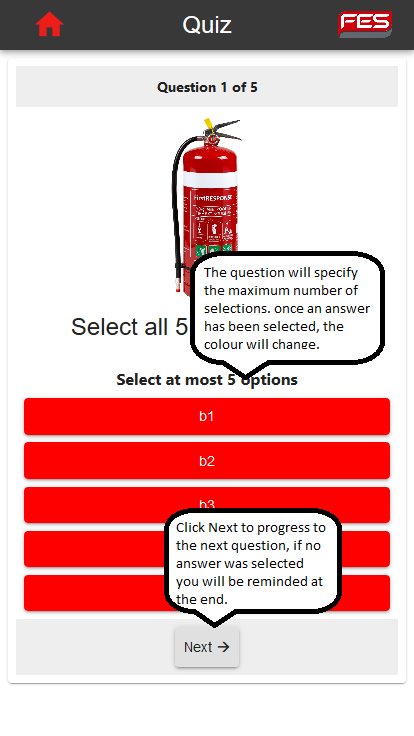 Quiz
FES
Question 1 of 5
FirstRESPONSE
The question will specify
the maximum number of
selections. once an answer
has been selected, the
colour will change.
Select all 5
Select at most 5 options
b1
b2
b3
Click Next to progress to
the next question, if no
answer was selected
you will be reminded at
the end.
Next →